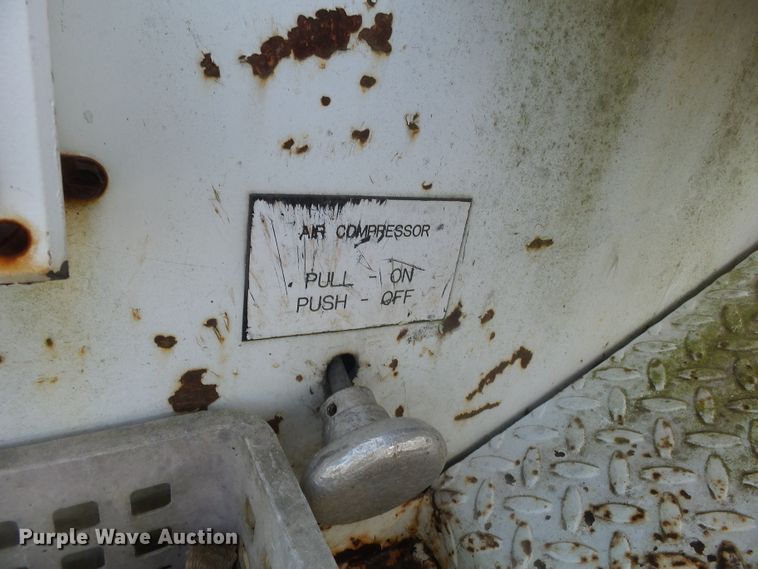 AIR COMPRESSOR
PULL - ON
PUSH - OFF
Purple Wave Auction